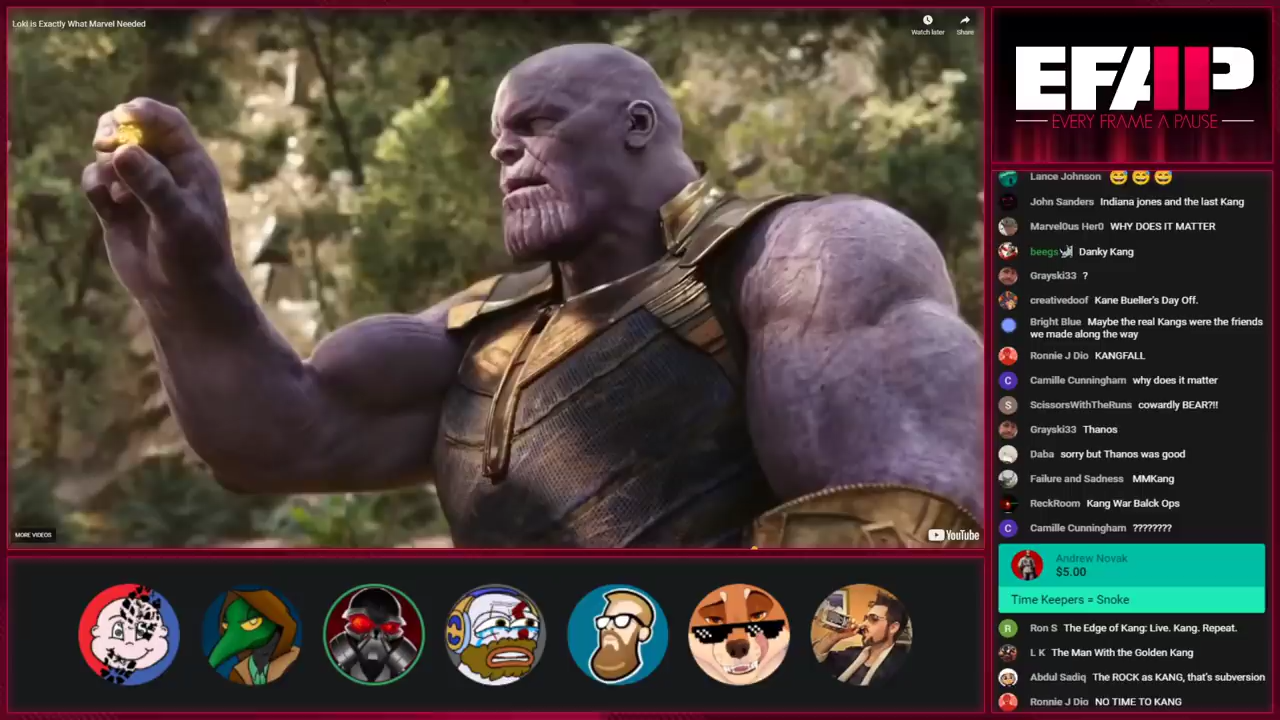 Loki is Exactly What Marvel Needed
Watch later
Share
MORE VIDEOS
YouTube
EFAP
EVERY FRAME A PAUSE
Lance Johnson 😅 😅 😅
John Sanders Indiana jones and the last Kang
Marvel0us Her0 WHY DOES IT MATTER
beegs Danky Kang
Grayski33 ?
creativedoof Kane Bueller's Day Off.
Bright Blue Maybe the real Kangs were the friends
we made along the way
Ronnie J Dio KANGFALL
C Camille Cunningham why does it matter
S ScissorsWithTheRuns cowardly BEAR?!!
Grayski33 Thanos
Daba sorry but Thanos was good
Failure and Sadness MMKang
ReckRoom Kang War Balck Ops
C Camille Cunningham ????????
Andrew Novak
$5.00
Time Keepers = Snoke
R Ron S The Edge of Kang: Live. Kang. Repeat.
L K The Man With the Golden Kang
Abdul Sadiq The ROCK as KANG, that's subversion
Ronnie J Dio NO TIME TO KANG